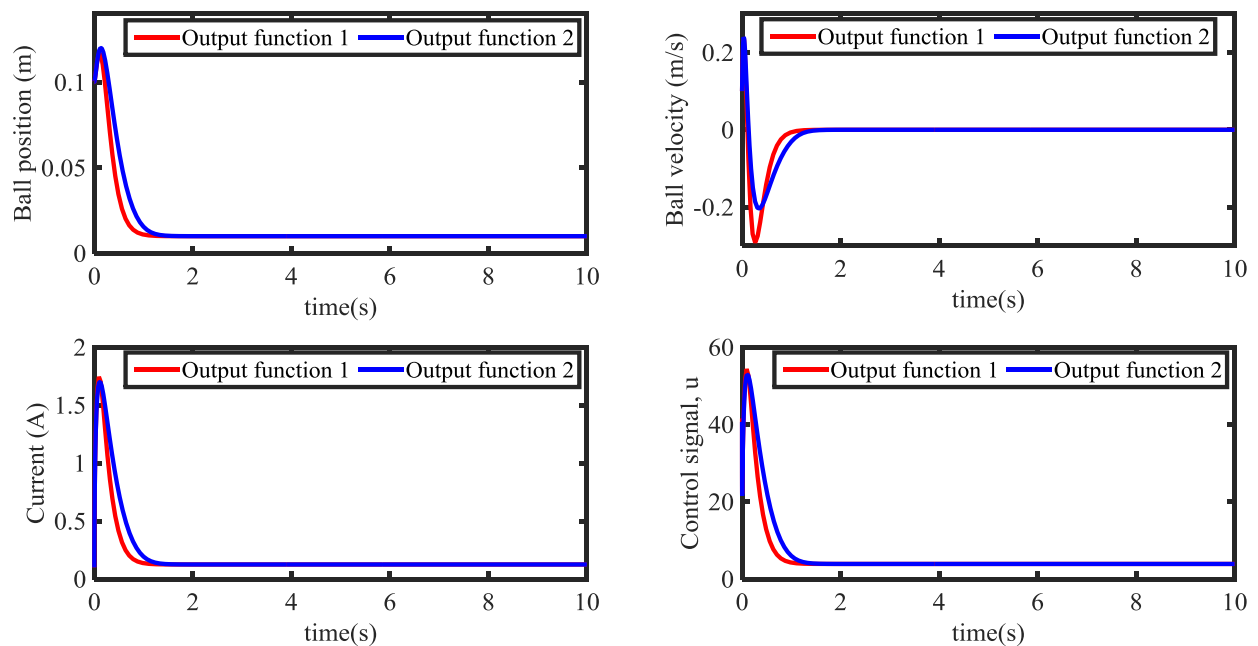 Output function 1 Output function 2
Ball position (m)
0.1
0.05
0
0 2 4 6 8 10
time(s)
Output function 1 Output function 2
Ball velocity (m/s)
0.2
0
-0.2
0 2 4 6 8 10
time(s)
Output function 1 Output function 2
Current (A)
2
1.5
1
0.5
0
0 2 4 6 8 10
time(s)
Output function 1 Output function 2
Control signal, u
60
40
20
0
0 2 4 6 8 10
time(s)